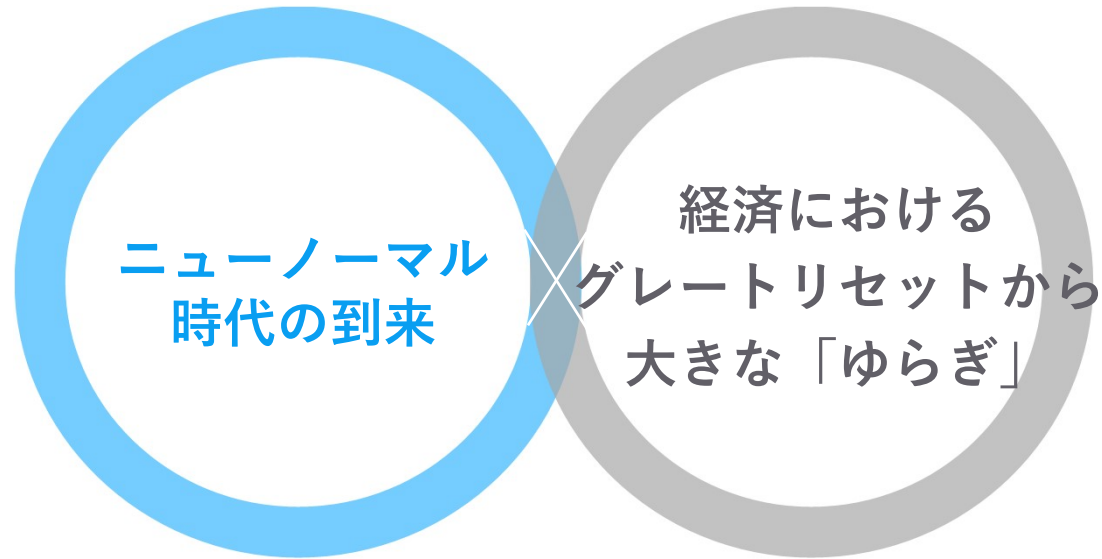 ニューノーマル
時代の到来
経済における
グレートリセットから
大きな「ゆらぎ」